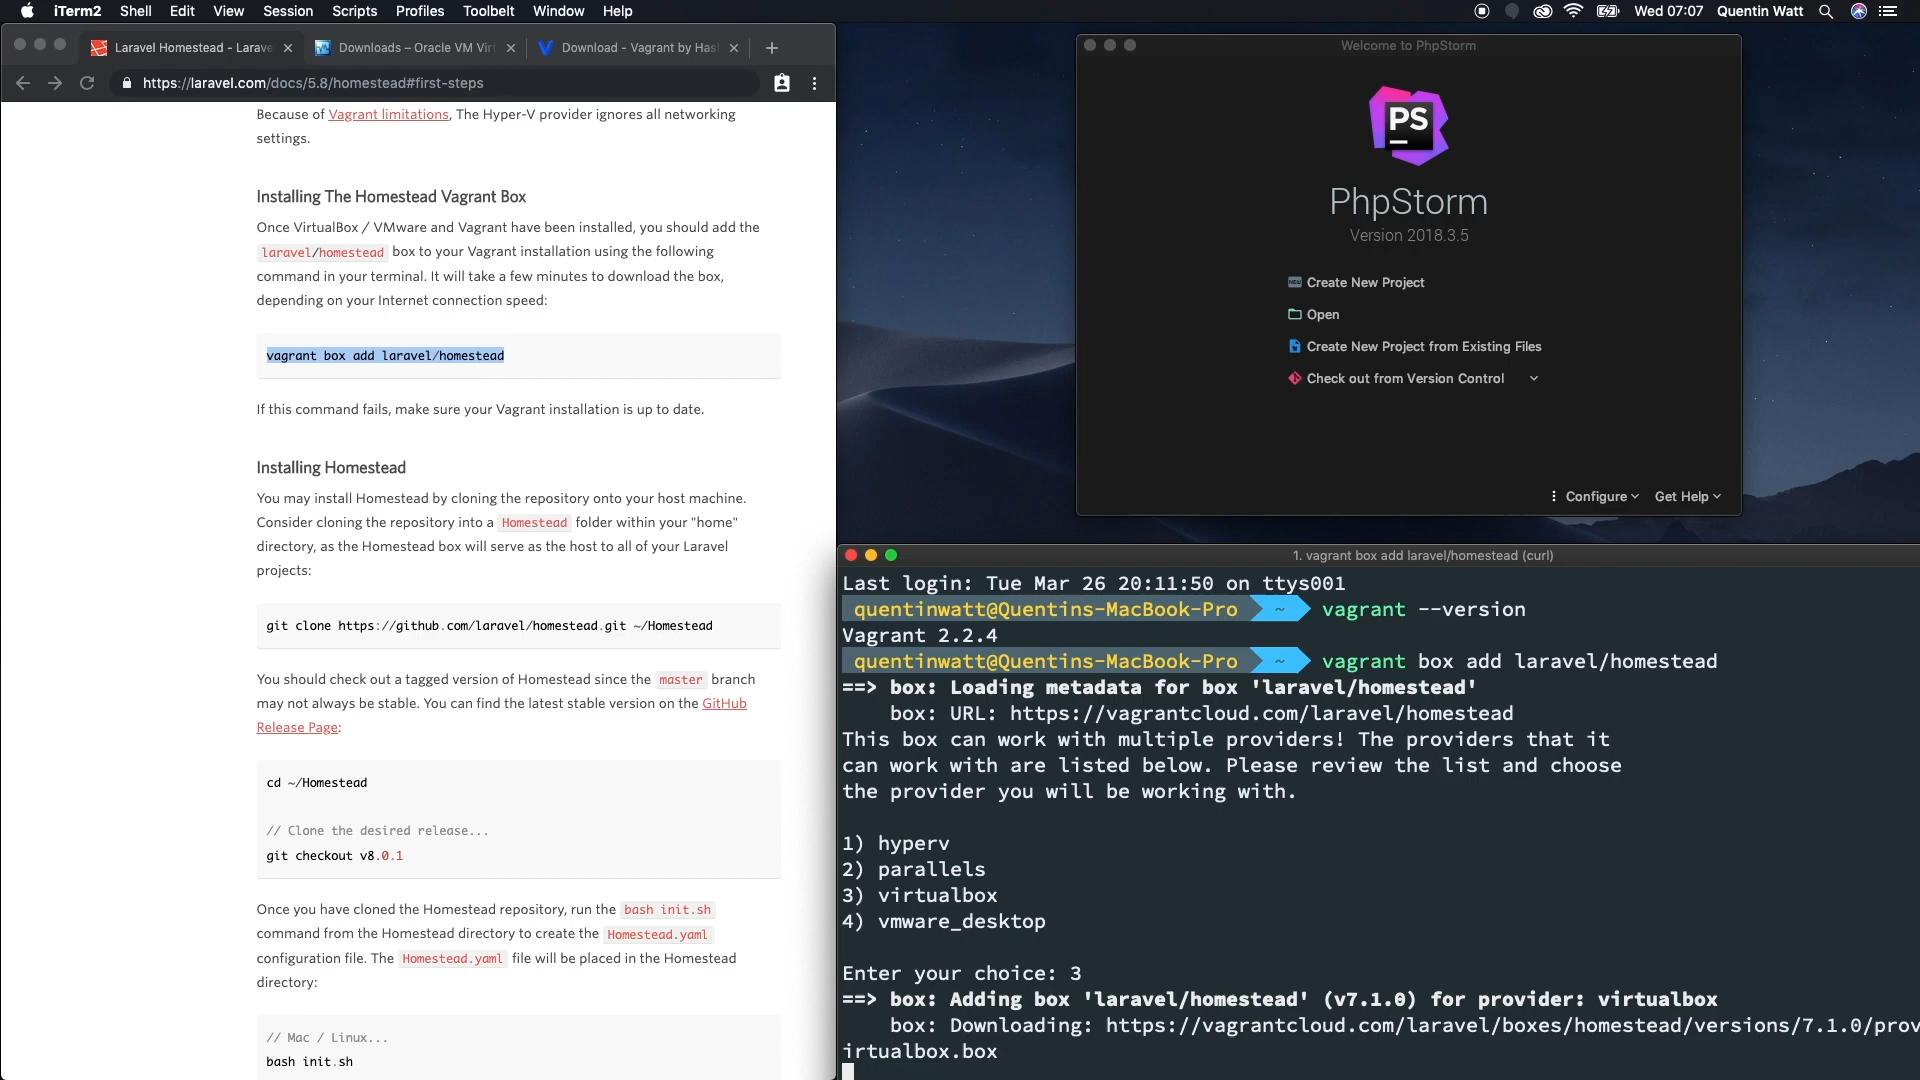 iTerm2 Shell Edit View Session Scripts Profiles Toolbelt Window Help
Wed 07:07 Quentin Watt
Laravel Homestead - Larave
Downloads – Oracle VM Virt
Download - Vagrant by Has
https://laravel.com/docs/5.8/homestead#first-steps
Because of Vagrant limitations, The Hyper-V provider ignores all networking
settings.
Installing The Homestead Vagrant Box
Once VirtualBox / VMware and Vagrant have been installed, you should add the
laravel/homestead box to your Vagrant installation using the following
command in your terminal. It will take a few minutes to download the box,
depending on your Internet connection speed:
vagrant box add laravel/homestead
If this command fails, make sure your Vagrant installation is up to date.
Installing Homestead
You may install Homestead by cloning the repository onto your host machine.
Consider cloning the repository into a Homestead folder within your "home"
directory, as the Homestead box will serve as the host to all of your Laravel
projects:
git clone https://github.com/laravel/homestead.git ~/Homestead
You should check out a tagged version of Homestead since the master branch
may not always be stable. You can find the latest stable version on the GitHub
Release Page:
cd ~/Homestead
// Clone the desired release...
git checkout v8.0.1
Once you have cloned the Homestead repository, run the bash init.sh
command from the Homestead directory to create the Homestead.yaml
configuration file. The Homestead.yaml file will be placed in the Homestead
directory:
// Mac / Linux...
bash init.sh
Welcome to PhpStorm
PS
PhpStorm
Version 2018.3.5
Create New Project
Open
Create New Project from Existing Files
Check out from Version Control
Configure
Get Help
1. vagrant box add laravel/homestead (curl)
Last login: Tue Mar 26 20:11:50 on ttys001
quentinwatt@Quentins-MacBook-Pro ~ vagrant --version
Vagrant 2.2.4
quentinwatt@Quentins-MacBook-Pro ~ vagrant box add laravel/homestead
==> box: Loading metadata for box 'laravel/homestead'
box: URL: https://vagrantcloud.com/laravel/homestead
This box can work with multiple providers! The providers that it
can work with are listed below. Please review the list and choose
the provider you will be working with.
1) hyperv
2) parallels
3) virtualbox
4) vmware_desktop
Enter your choice: 3
==> box: Adding box 'laravel/homestead' (v7.1.0) for provider: virtualbox
box: Downloading: https://vagrantcloud.com/laravel/boxes/homestead/versions/7.1.0/prov
irtualbox.box